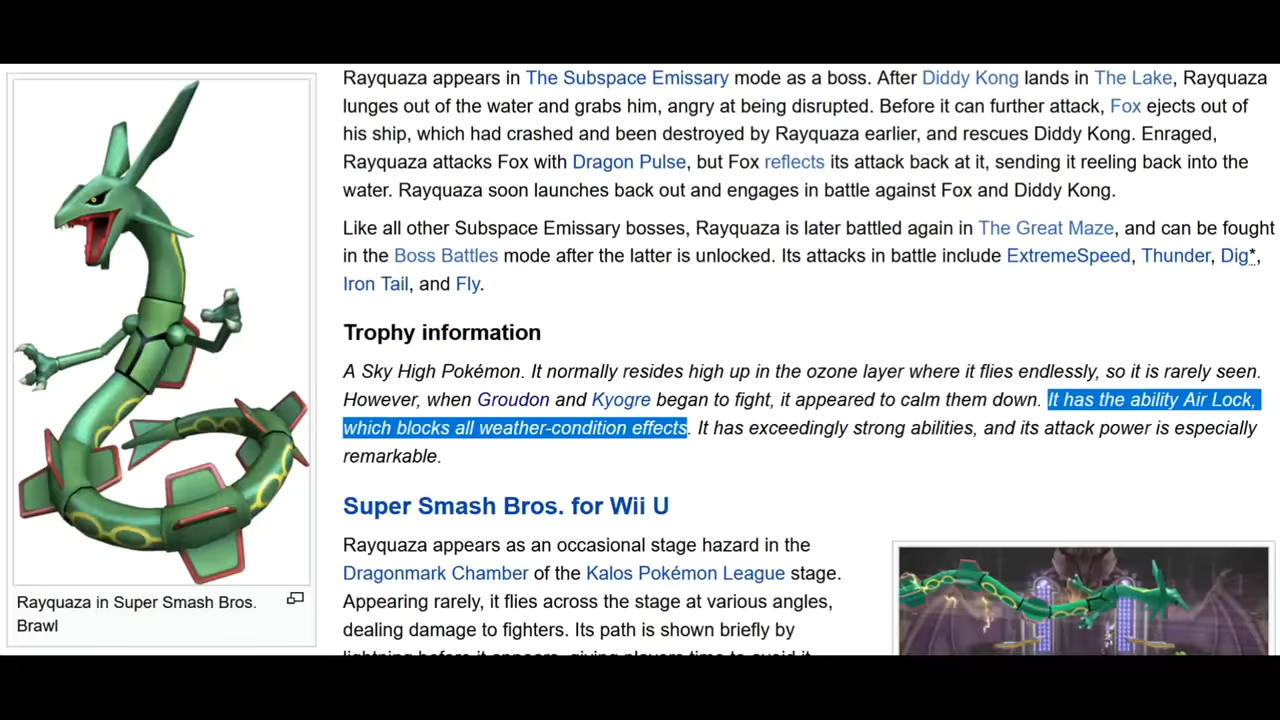 Rayquaza appears in The Subspace Emissary mode as a boss. After Diddy Kong lands in The Lake, Rayquaza
lunges out of the water and grabs him, angry at being disrupted. Before it can further attack, Fox ejects out of
his ship, which had crashed and been destroyed by Rayquaza earlier, and rescues Diddy Kong. Enraged,
Rayquaza attacks Fox with Dragon Pulse, but Fox reflects its attack back at it, sending it reeling back into the
water. Rayquaza soon launches back out and engages in battle against Fox and Diddy Kong.
Like all other Subspace Emissary bosses, Rayquaza is later battled again in The Great Maze, and can be fought
in the Boss Battles mode after the latter is unlocked. Its attacks in battle include ExtremeSpeed, Thunder, Dig*,
Iron Tail, and Fly.
Trophy information
A Sky High Pokémon. It normally resides high up in the ozone layer where it flies endlessly, so it is rarely seen.
However, when Groudon and Kyogre began to fight, it appeared to calm them down. It has the ability Air Lock,
which blocks all weather-condition effects. It has exceedingly strong abilities, and its attack power is especially
remarkable.
Super Smash Bros. for Wii U
Rayquaza appears as an occasional stage hazard in the
Dragonmark Chamber of the Kalos Pokémon League stage.
Appearing rarely, it flies across the stage at various angles,
dealing damage to fighters. Its path is shown briefly by
lightning before it appears, giving players time to avoid it.
Rayquaza in Super Smash Bros.
Brawl